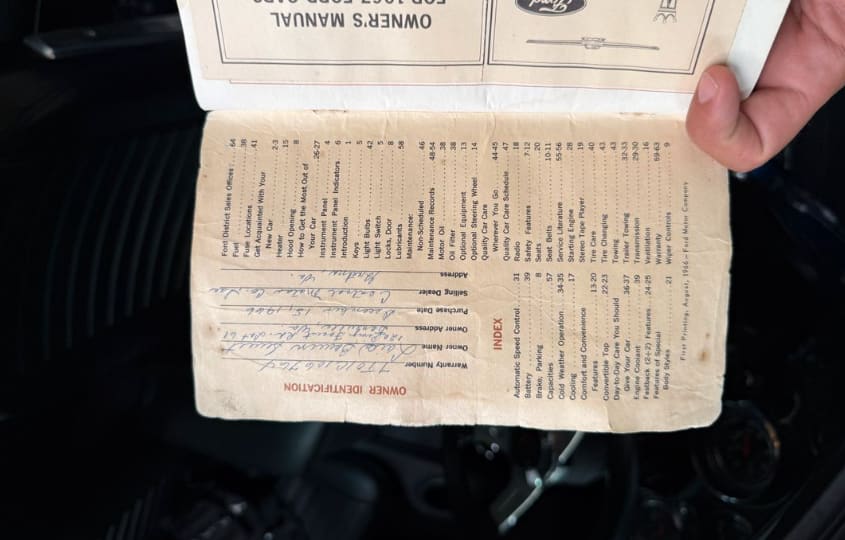 OWNER'S MANUAL
FOR 1967 FORD CARS
Ford
OWNER IDENTIFICATION
Warranty Number
Owner Name
Owner Address
Purchase Date December 15, 1966
Selling Dealer Central Motor Co.
Address
INDEX
Automatic Speed Control 31
Battery 39
Brake, Parking 8
Capacities 57
Cold Weather Operation 34-35
Cooling 17
Comfort and Convenience
Features 13-20
Convertible Top 22-23
Day-to-Day Care You Should
Give Your Car 36-37
Engine Coolant 39
Fastback (2+2) Features 24-25
Features of Special
Body Styles 21
Ford District Sales Offices 64
Fuel 38
Fuse Locations 41
Get Acquainted With Your
New Car 2-3
Heater 15
Hood Opening 8
How to Get the Most Out of
Your Car 26-27
Instrument Panel 4
Instrument Panel Indicators 6
Introduction 1
Keys 5
Light Bulbs 42
Light Switch 5
Locks, Door 8
Lubricants 58
Maintenance:
Non-Scheduled 46
Maintenance Records 48-54
Motor Oil 38
Oil Filter 38
Optional Equipment 13
Optional Steering Wheel 14
Quality Car Care
Wherever You Go 44-45
Quality Car Care Schedule 47
Radio 18
Safety Features 7-12
Seats 20
Seat Belts 10-11
Service Literature 55-56
Starting Engine 28
Stereo Tape Player 19
Tire Care 40
Tire Changing 43
Towing 43
Trailer Towing 32-33
Transmission 29-30
Ventilation 16
Warranty 59-63
Wiper Controls 9
First Printing, August, 1966—Ford Motor Company